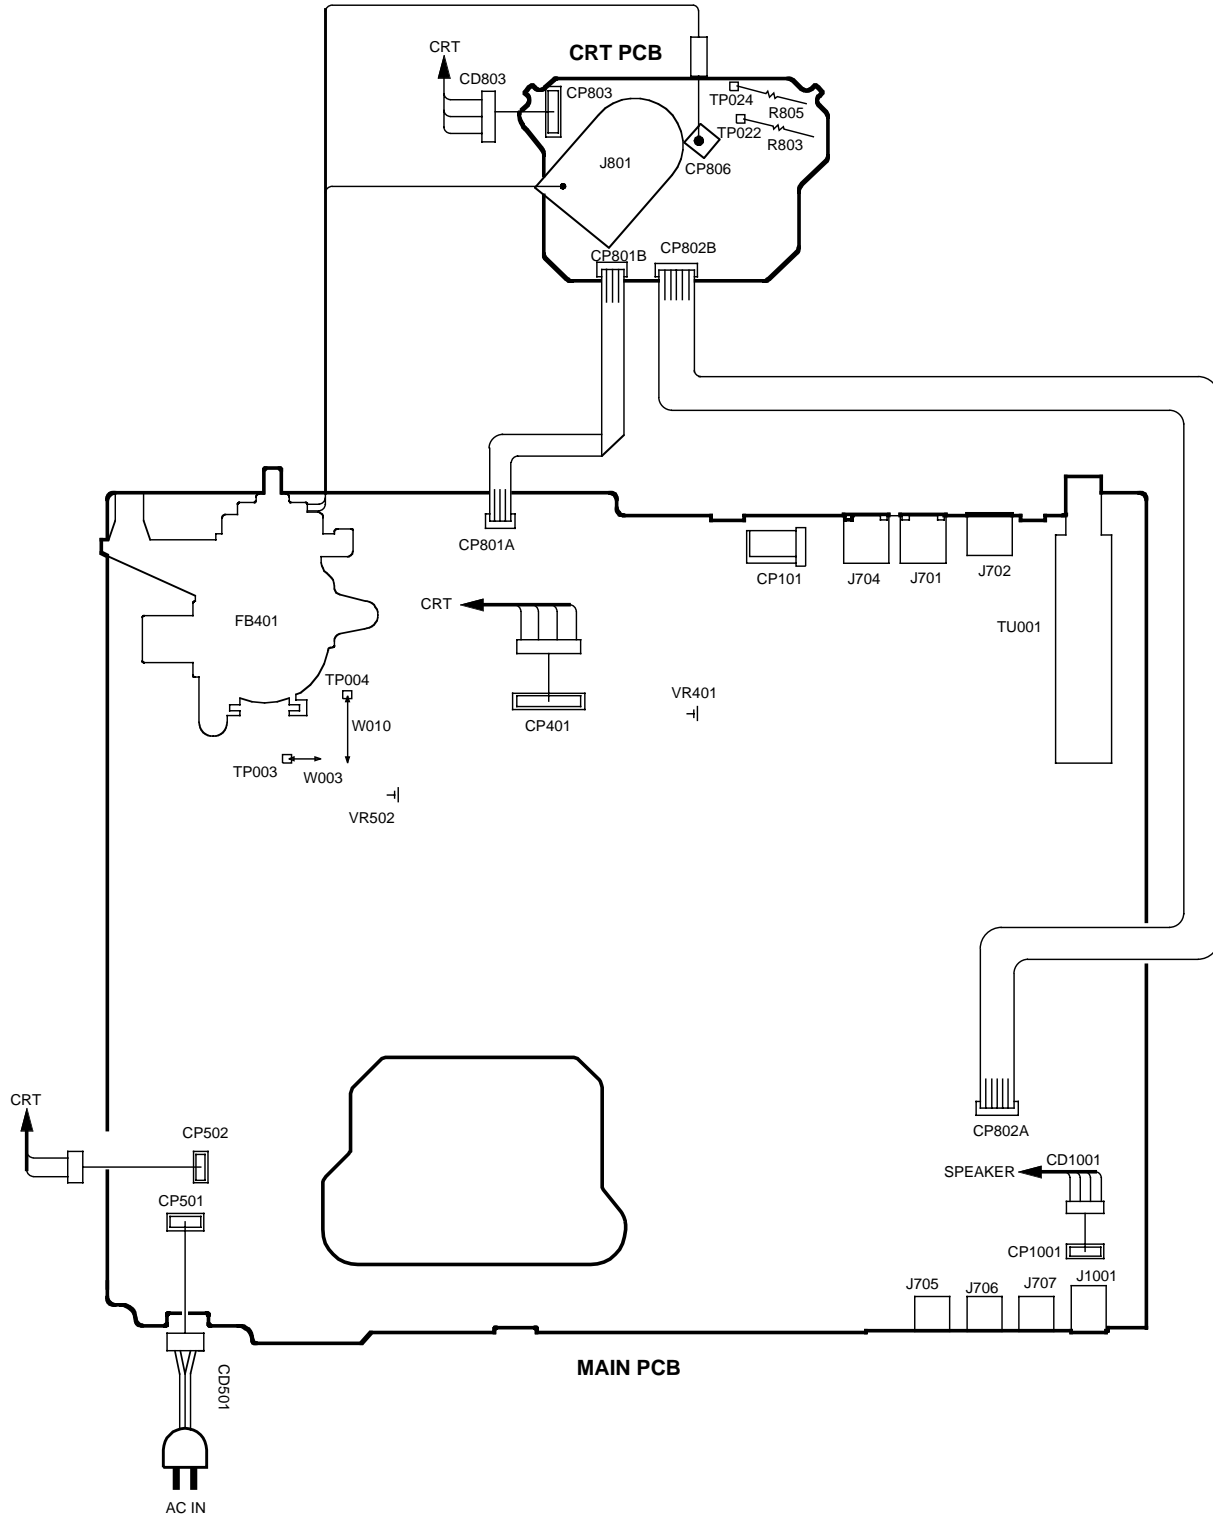 CRT PCB
CRT
CD803
CP803
TP024
R805
TP022
R803
J801
CP806
CP801B
CP802B
CP801A
CP101
J704
J701
J702
CRT
FB401
TU001
TP004
VR401
W010
CP401
TP003
W003
VR502
CRT
CP502
CP802A
CD1001
SPEAKER
CP501
CP1001
J705
J706
J707
J1001
MAIN PCB
CD501
AC IN